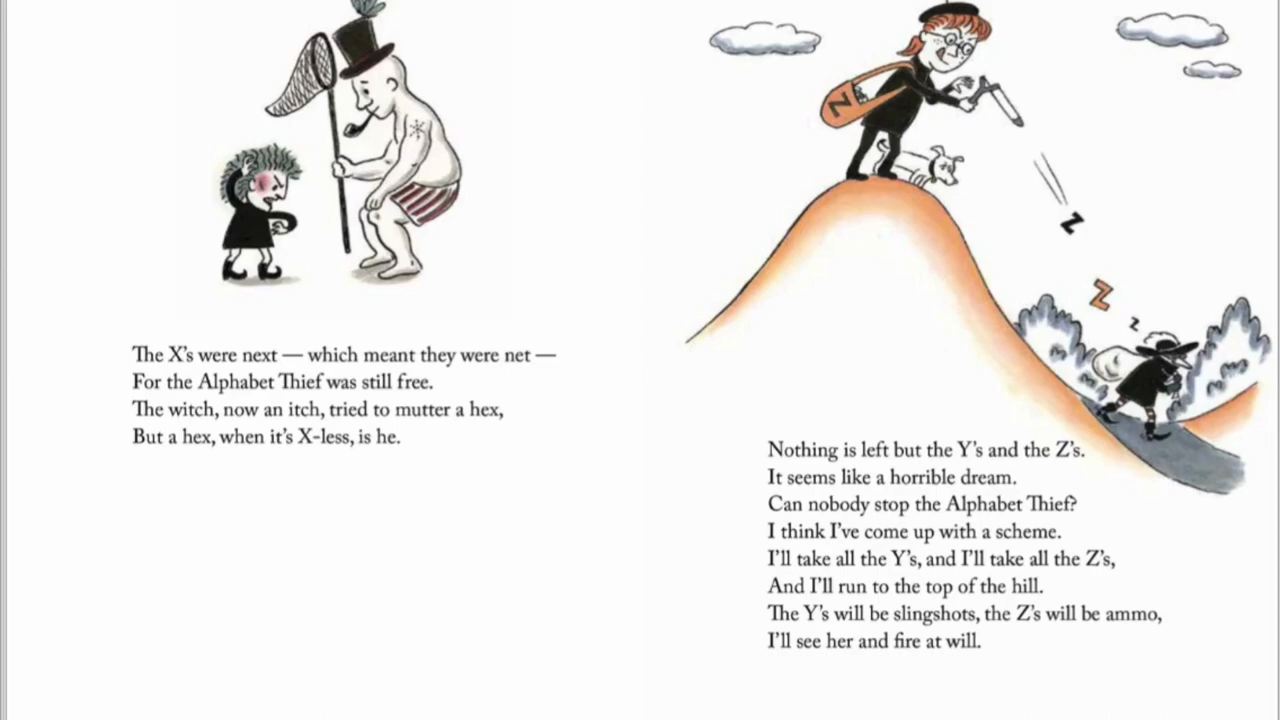 The X's were next — which meant they were net —
For the Alphabet Thief was still free.
The witch, now an itch, tried to mutter a hex,
But a hex, when it's X-less, is he.
Z
Z
Z
Z
Nothing is left but the Y's and the Z's.
It seems like a horrible dream.
Can nobody stop the Alphabet Thief?
I think I've come up with a scheme.
I'll take all the Y's, and I'll take all the Z's,
And I'll run to the top of the hill.
The Y's will be slingshots, the Z's will be ammo,
I'll see her and fire at will.